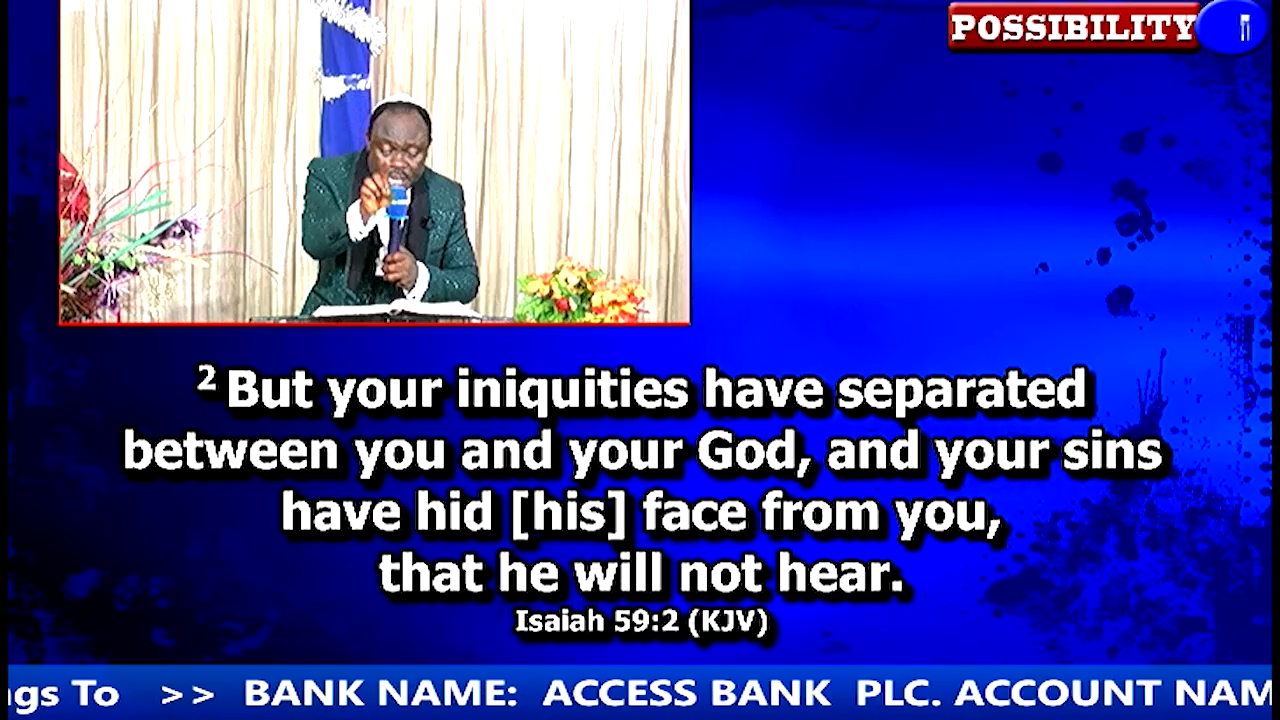 POSSIBILITY
2 But your iniquities have separated
between you and your God, and your sins
have hid [his] face from you,
that he will not hear.
Isaiah 59:2 (KJV)
To >> BANK NAME: ACCESS BANK PLC. ACCOUNT